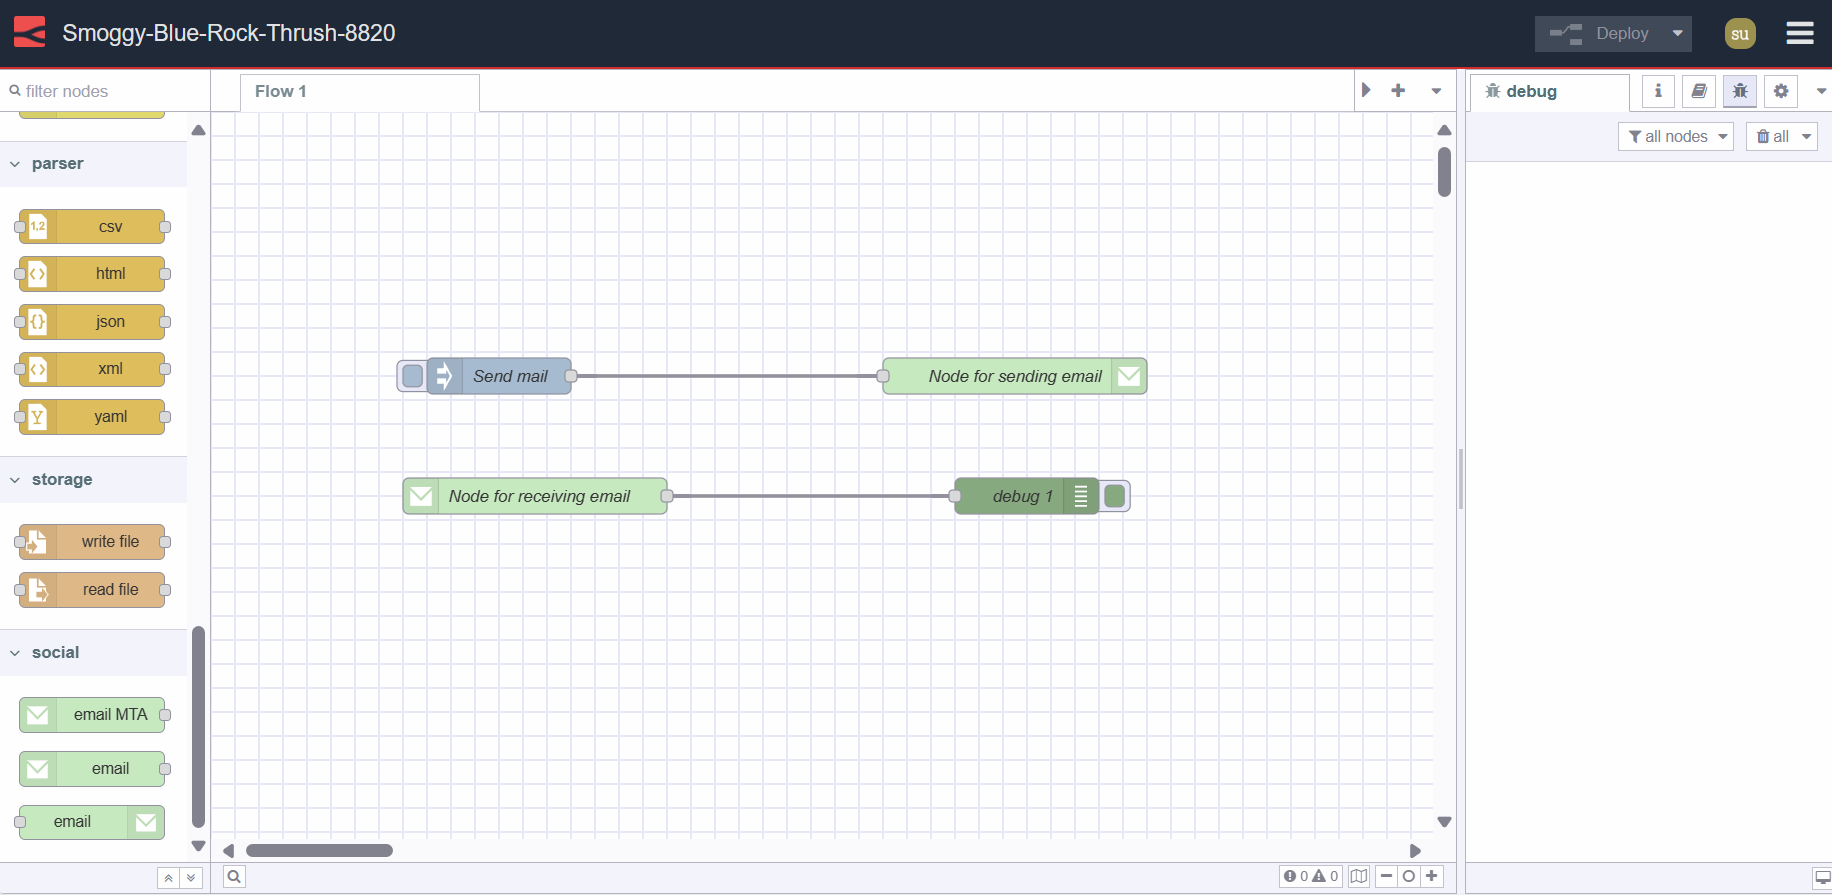 Smoggy-Blue-Rock-Thrush-8820
Deploy
su
filter nodes
Flow 1
debug
i
all nodes
all
parser
1,2
csv
html
json
xml
yaml
Send mail
Node for sending email
storage
Node for receiving email
debug 1
write file
read file
social
email MTA
email
email
0
0